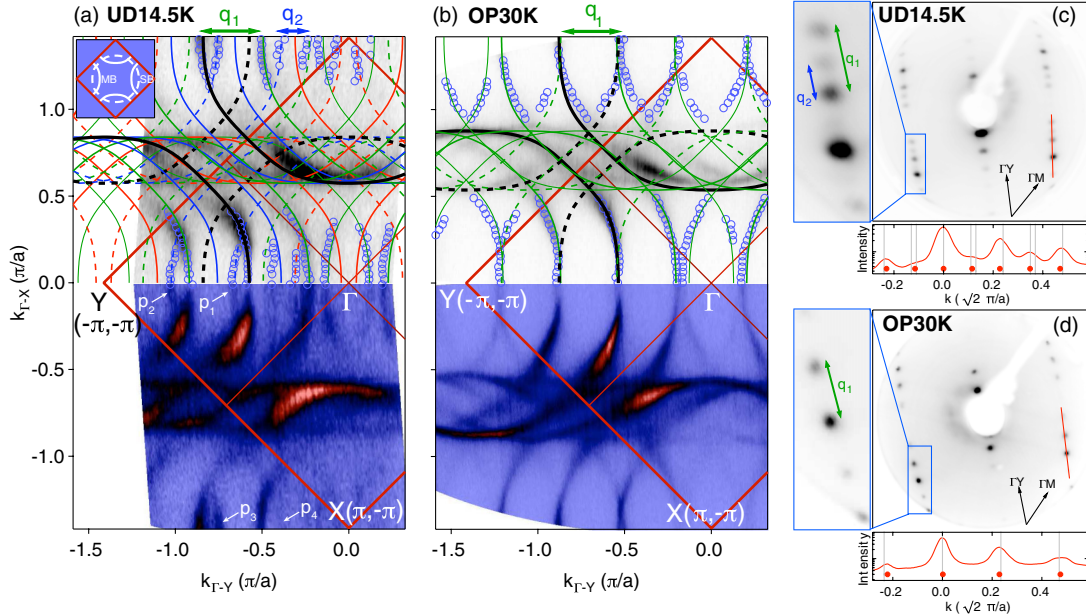 (a) UD14.5K
q1
q2
MB
SB
1.0
0.5
0.0
-0.5
-1.0
kΓ-X (π/a)
Y
(-π,-π)
p2
p1
Γ
p3
p4
X(π,-π)
-1.5
-1.0
-0.5
0.0
kΓ-Y (π/a)
(b) OP30K
q1
Y(-π,-π)
Γ
X(π,-π)
-1.5
-1.0
-0.5
0.0
kΓ-Y (π/a)
UD14.5K
(c)
q1
q2
ΓY
ΓM
Intensity
-0.2
0.0
0.2
0.4
k (√2 π/a)
OP30K
(d)
q1
ΓY
ΓM
Intensity
-0.2
0.0
0.2
0.4
k (√2 π/a)